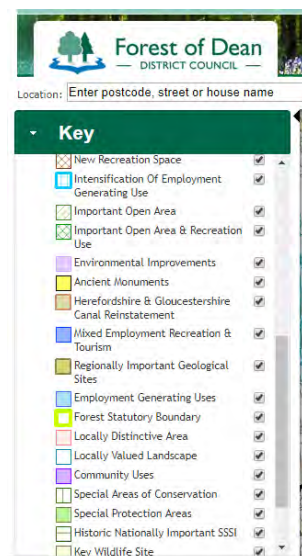 Forest of Dean
DISTRICT COUNCIL
Location: Enter postcode, street or house name
Key
New Recreation Space
Intensification Of Employment
Generating Use
Important Open Area
Important Open Area & Recreation
Use
Environmental Improvements
Ancient Monuments
Herefordshire & Gloucestershire
Canal Reinstatement
Mixed Employment Recreation &
Tourism
Regionally Important Geological
Sites
Employment Generating Uses
Forest Statutory Boundary
Locally Distinctive Area
Locally Valued Landscape
Community Uses
Special Areas of Conservation
Special Protection Areas
Historic Nationally Important SSSI
Key Wildlife Site